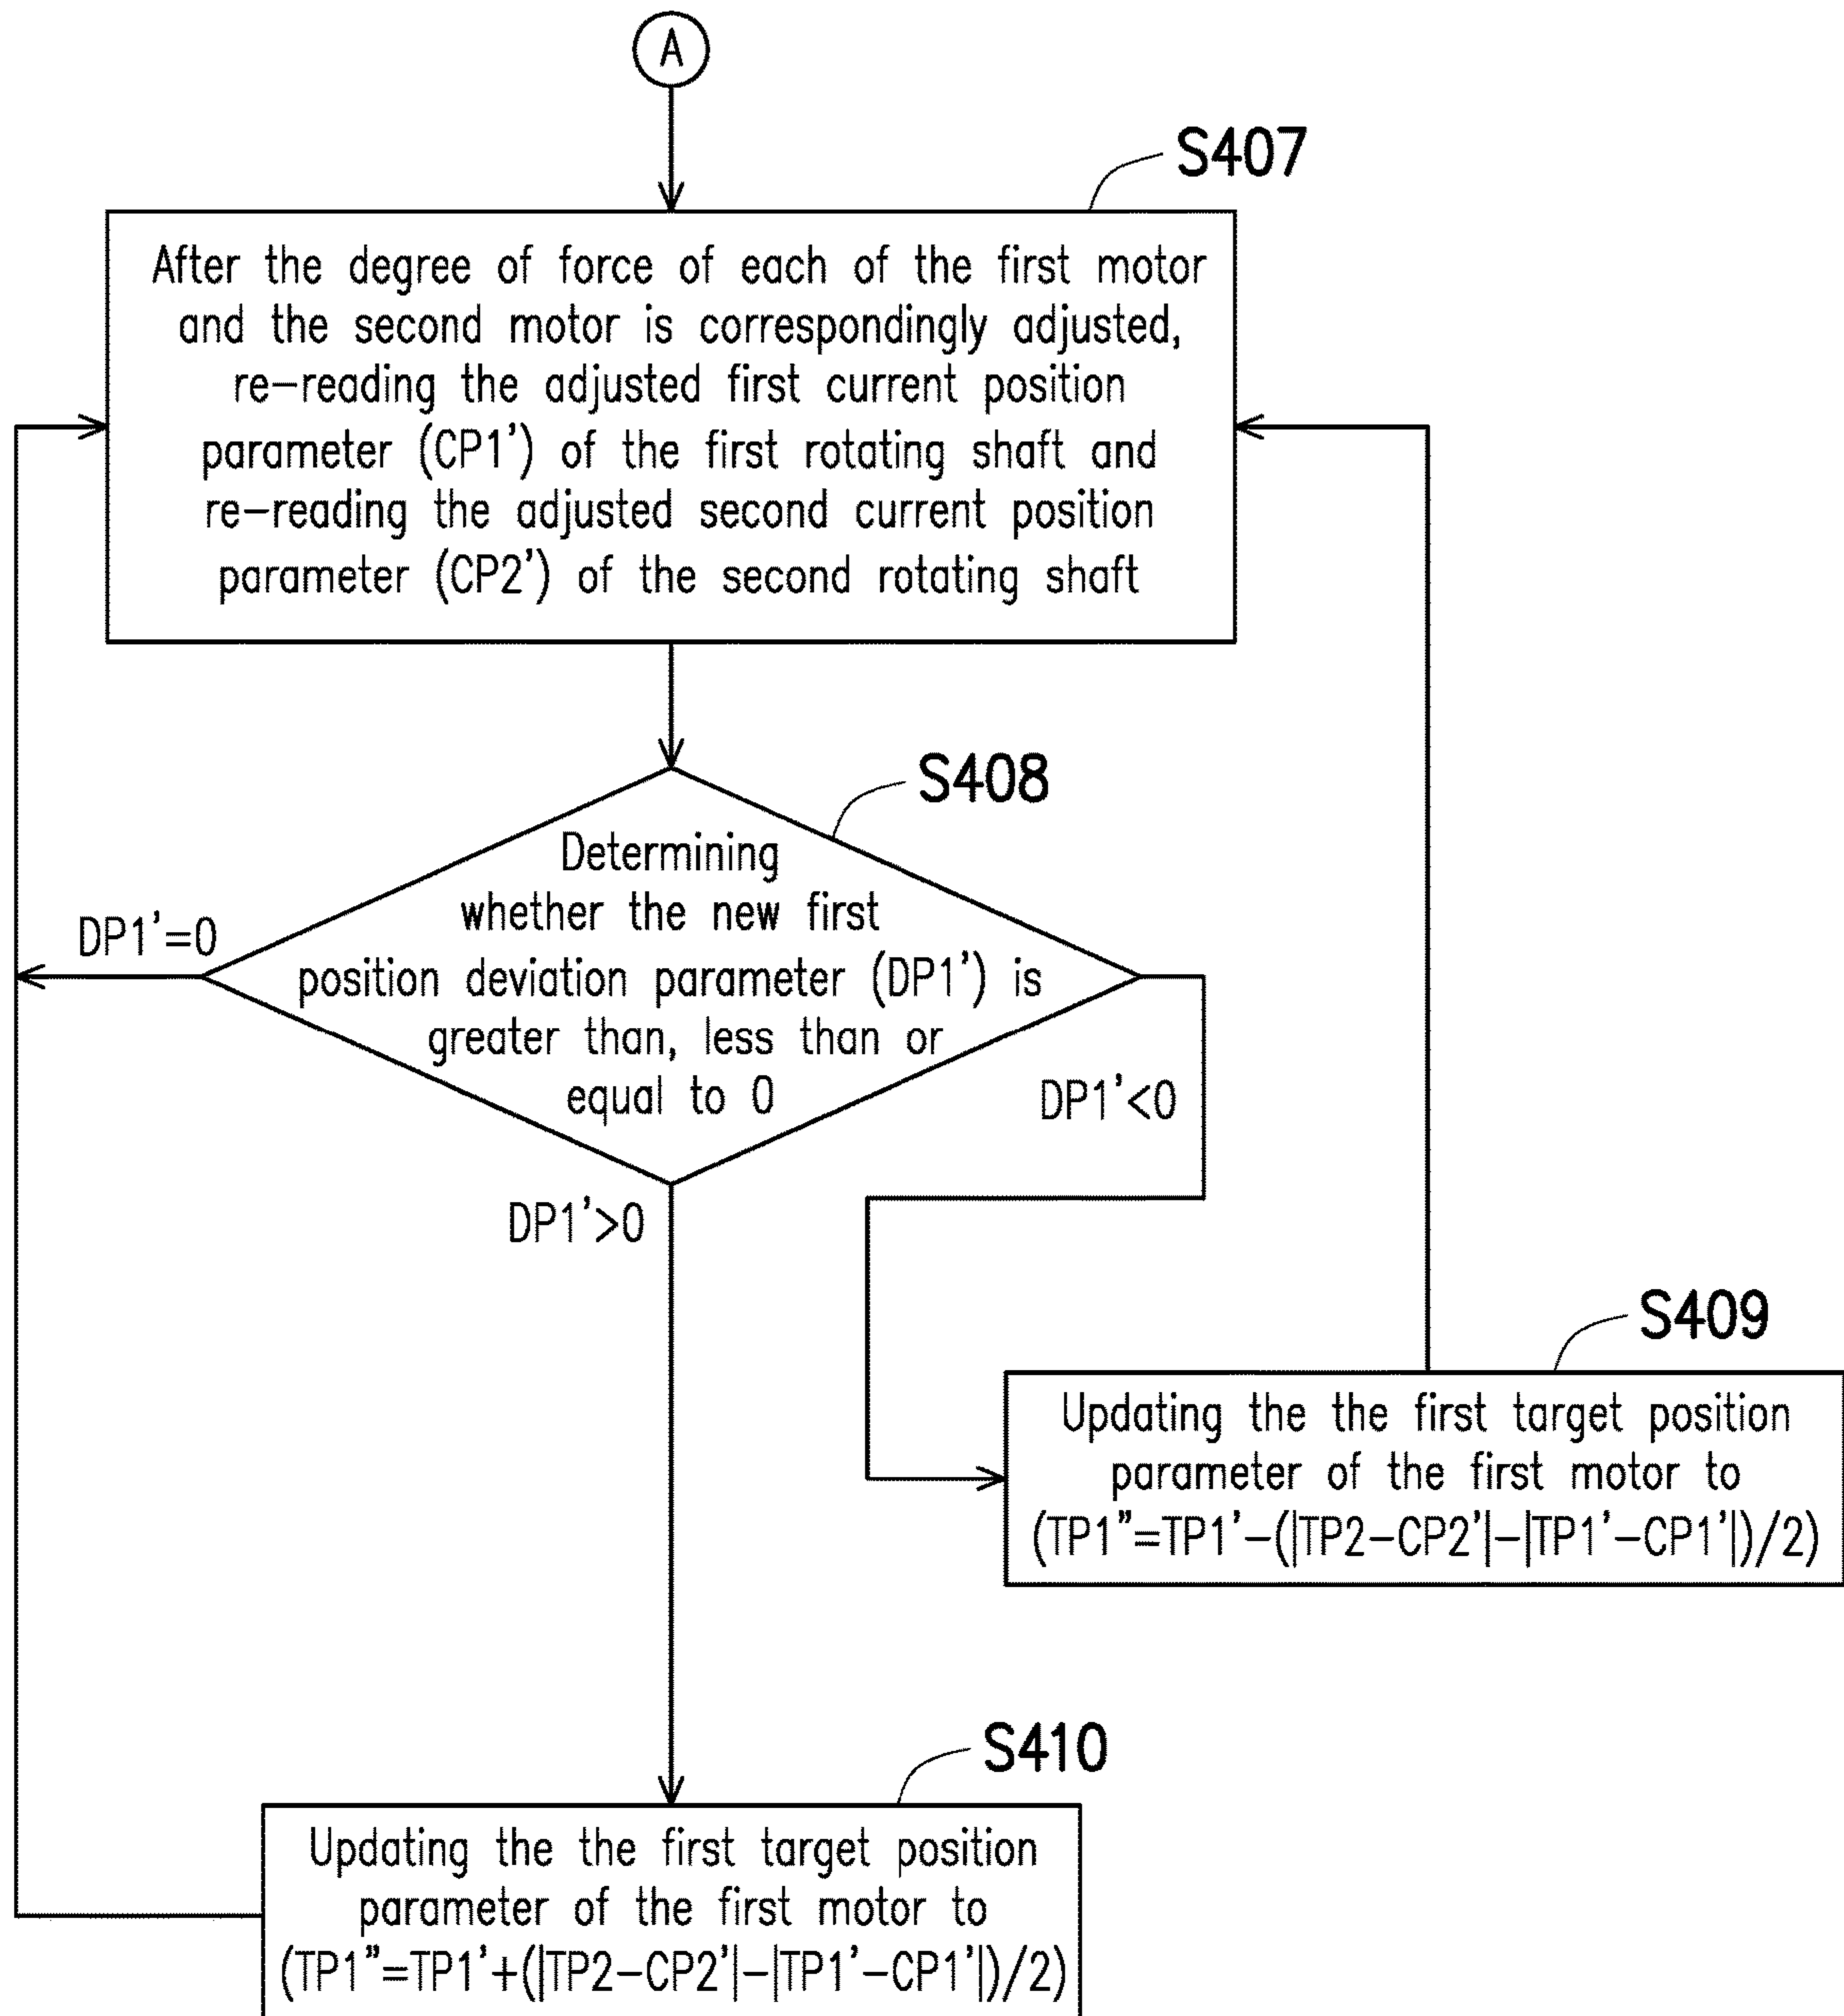 A
S407
After the degree of force of each of the first motor
and the second motor is correspondingly adjusted,
re-reading the adjusted first current position
parameter (CP1') of the first rotating shaft and
re-reading the adjusted second current position
parameter (CP2') of the second rotating shaft
S408
Determining
whether the new first
position deviation parameter (DP1') is
greater than, less than or
equal to 0
DP1'=0
DP1'<0
DP1'>0
S409
Updating the the first target position
parameter of the first motor to
(TP1"=TP1'-(|TP2-CP2'|-|TP1'-CP1'|)/2)
S410
Updating the the first target position
parameter of the first motor to
(TP1"=TP1'+(|TP2-CP2'|-|TP1'-CP1'|)/2)